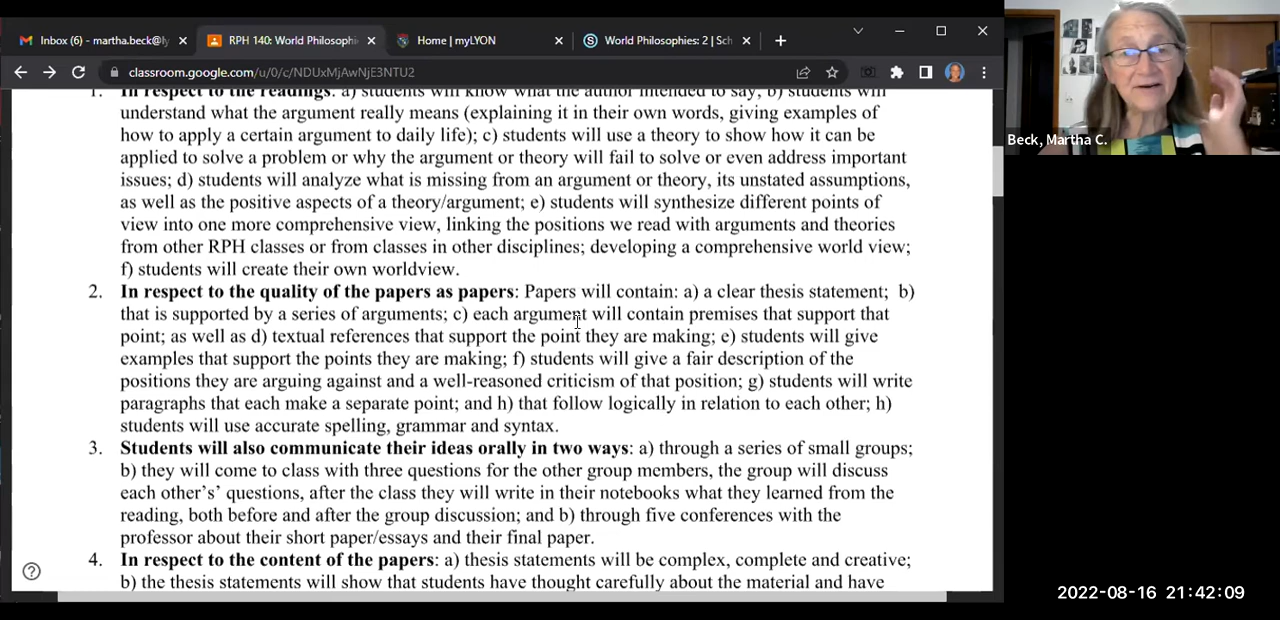 Inbox (6) - martha.beck@ly
RPH 140: World Philosophi
Home | myLYON
World Philosophies: 2 | Sch
classroom.google.com/u/0/c/NDUxMjAwNjE3NTU2
1. In respect to the readings: a) students will know what the author intended to say; b) students will
understand what the argument really means (explaining it in their own words, giving examples of
how to apply a certain argument to daily life); c) students will use a theory to show how it can be
applied to solve a problem or why the argument or theory will fail to solve or even address important
issues; d) students will analyze what is missing from an argument or theory, its unstated assumptions,
as well as the positive aspects of a theory/argument; e) students will synthesize different points of
view into one more comprehensive view, linking the positions we read with arguments and theories
from other RPH classes or from classes in other disciplines; developing a comprehensive world view;
f) students will create their own worldview.
2. In respect to the quality of the papers as papers: Papers will contain: a) a clear thesis statement; b)
that is supported by a series of arguments; c) each argument will contain premises that support that
point; as well as d) textual references that support the point they are making; e) students will give
examples that support the points they are making; f) students will give a fair description of the
positions they are arguing against and a well-reasoned criticism of that position; g) students will write
paragraphs that each make a separate point; and h) that follow logically in relation to each other; h)
students will use accurate spelling, grammar and syntax.
3. Students will also communicate their ideas orally in two ways: a) through a series of small groups;
b) they will come to class with three questions for the other group members, the group will discuss
each other's' questions, after the class they will write in their notebooks what they learned from the
reading, both before and after the group discussion; and b) through five conferences with the
professor about their short paper/essays and their final paper.
4. In respect to the content of the papers: a) thesis statements will be complex, complete and creative;
b) the thesis statements will show that students have thought carefully about the material and have
Beck, Martha C.
2022-08-16 21:42:09